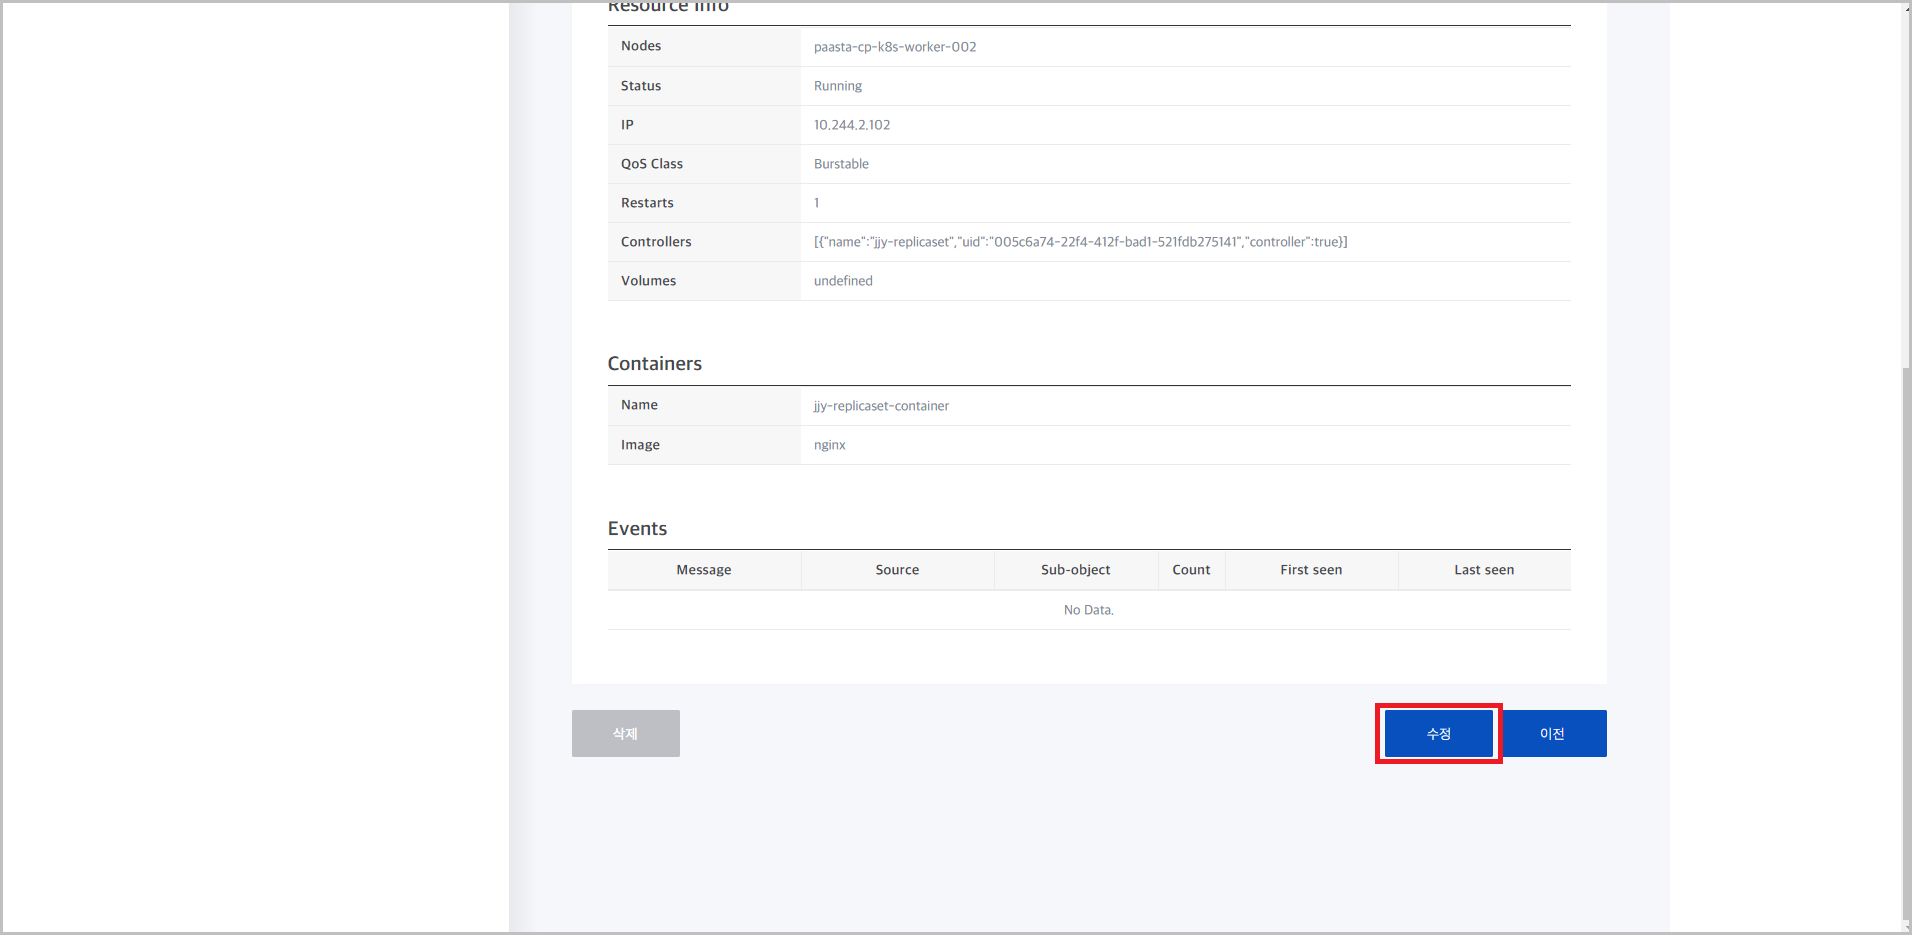 Resource Info
Nodes paasta-cp-k8s-worker-002
Status Running
IP 10.244.2.102
QoS Class Burstable
Restarts 1
Controllers [{"name":"jjy-replicaset","uid":"005c6a74-22f4-412f-bad1-521fdb275141","controller":true}]
Volumes undefined
Containers
Name jjy-replicaset-container
Image nginx
Events
Message Source Sub-object Count First seen Last seen
No Data.
삭제 수정 이전